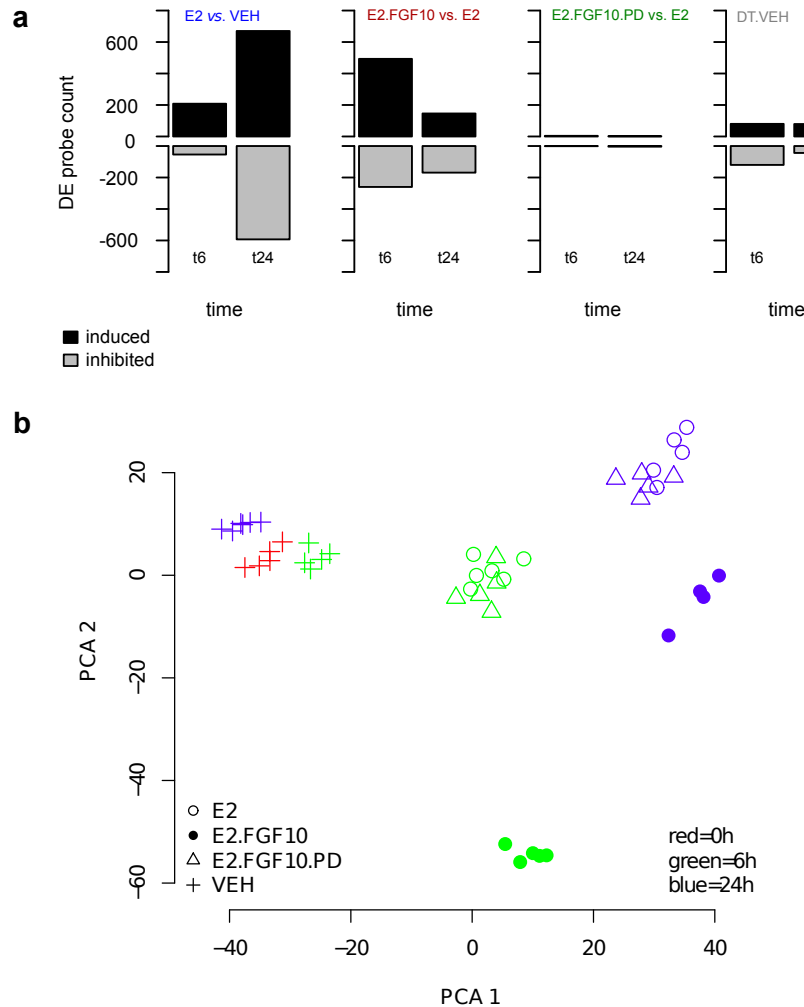 a
E2 vs. VEH
E2.FGF10 vs. E2
E2.FGF10.PD vs. E2
DT.VEH
DE probe count
600
200
0
-200
-600
t6
t24
t6
t24
t6
t24
t6
time
time
time
time
induced
inhibited
b
PCA 2
20
0
−20
−40
−60
E2
E2.FGF10
E2.FGF10.PD
VEH
red=0h
green=6h
blue=24h
−40
−20
0
20
40
PCA 1